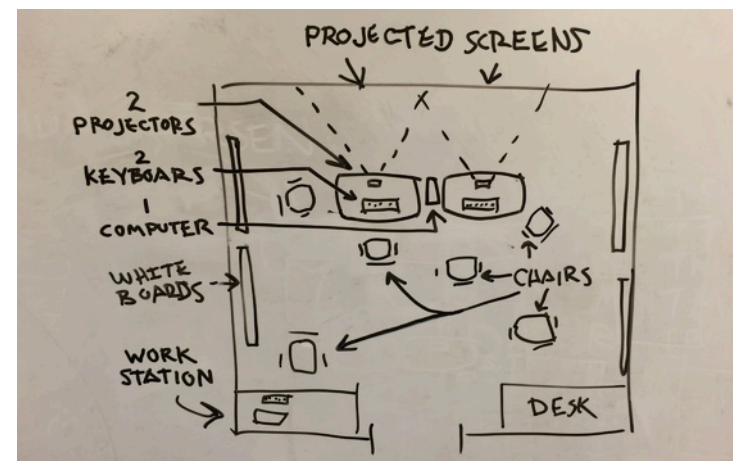 PROJECTED SCREENS
2
PROJECTORS
2
KEYBOARS
1
COMPUTER
WHITE
BOARDS
CHAIRS
WORK
STATION
DESK